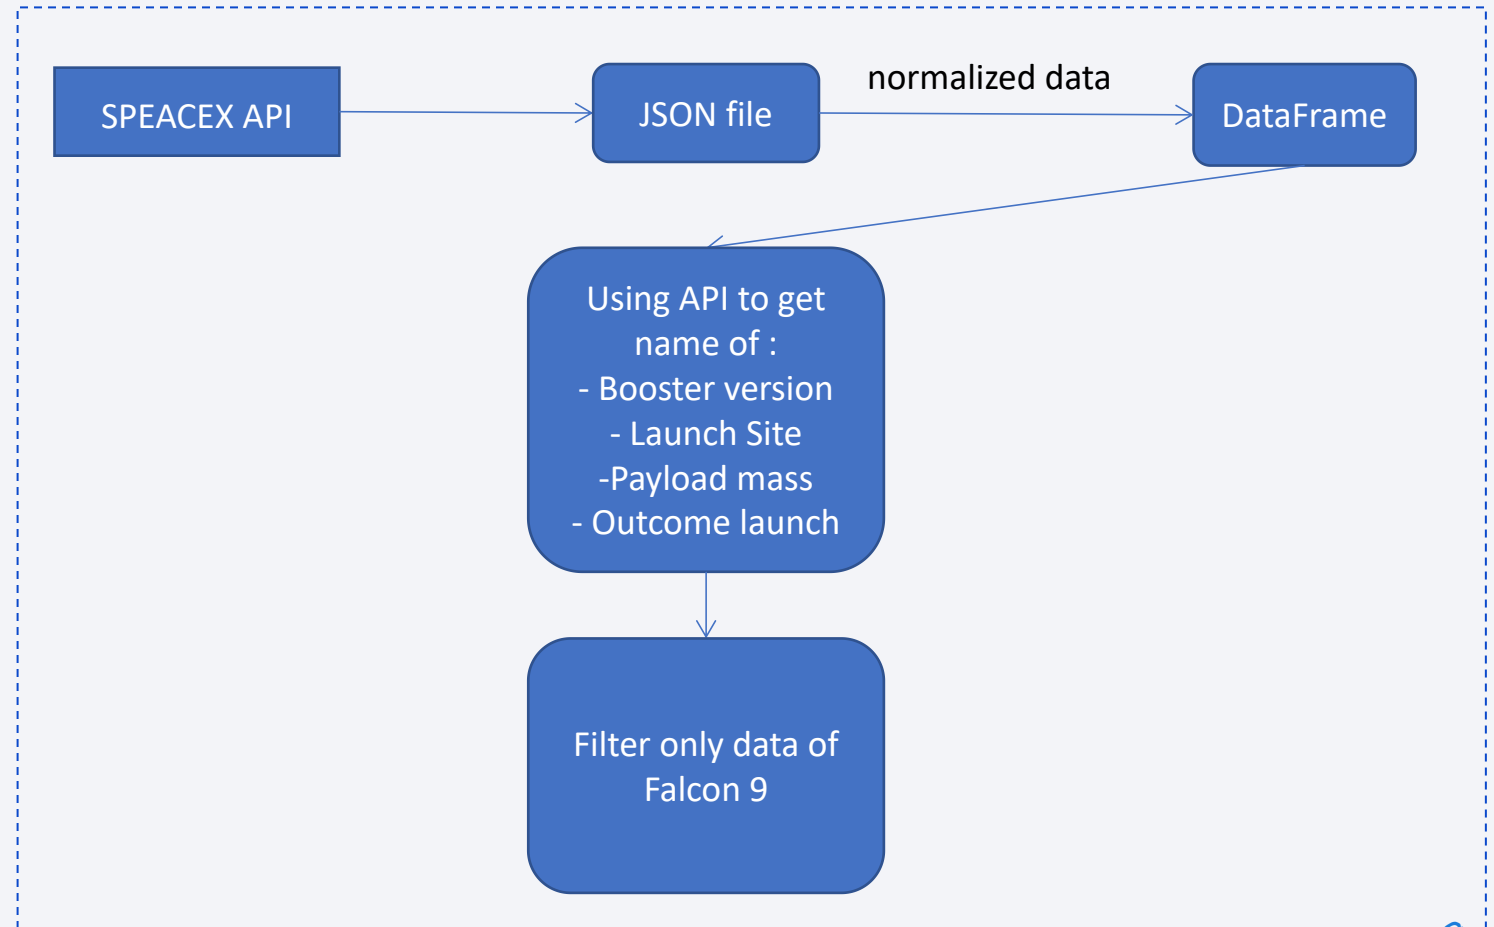 SPEACEX API
JSON file
normalized data
DataFrame
Using API to get
name of :
- Booster version
- Launch Site
-Payload mass
- Outcome launch
Filter only data of
Falcon 9